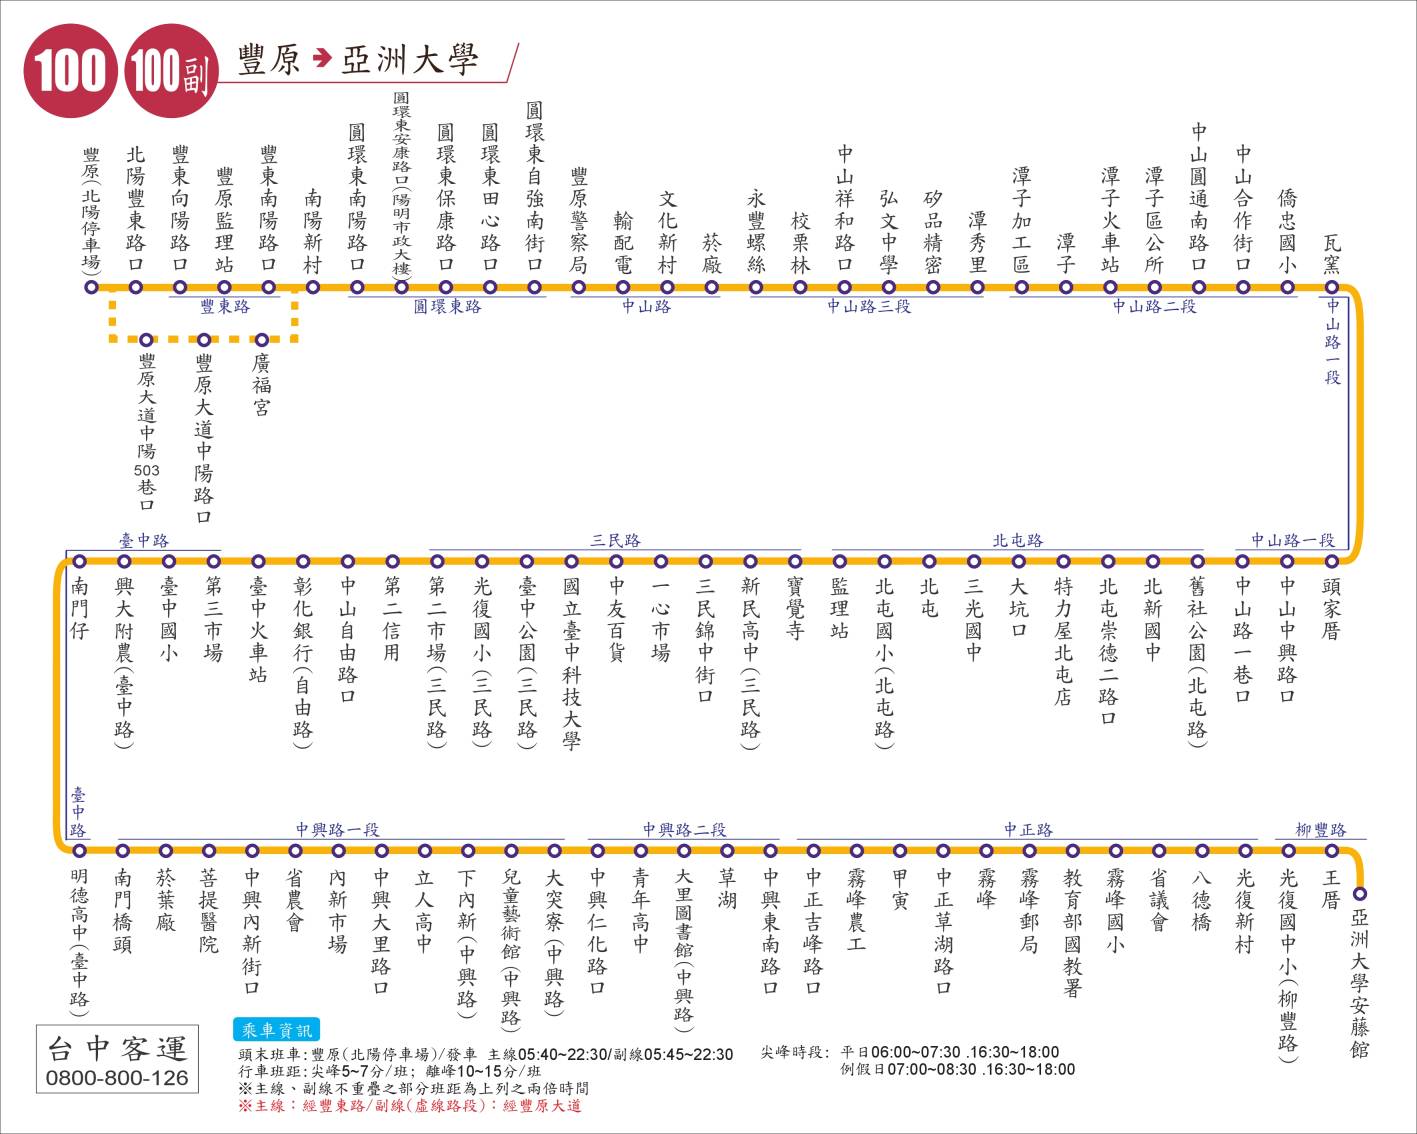 100 100副 豐原➔亞洲大學
豐原(北陽停車場)
北陽豐東路口
豐東向陽路口
豐原監理站
豐東南陽路口
南陽新村
圓環東南陽路口
圓環東安康路口(陽明市政大樓)
圓環東保康路口
圓環東田心路口
圓環東自強南街口
豐原警察局
輸配電
文化新村
菸廠
永豐螺絲
校栗林
中山祥和路口
弘文中學
矽品精密
潭秀里
潭子加工區
潭子
潭子火車站
潭子區公所
中山圓通南路口
中山合作街口
僑忠國小
瓦窯
豐東路
圓環東路
中山路
中山路三段
中山路二段
中山路一段
豐原大道中陽503巷口
豐原大道中陽路口
廣福宮
臺中路
三民路
北屯路
中山路一段
南門仔
興大附農(臺中路)
臺中國小
第三市場
臺中火車站
彰化銀行(自由路)
中山自由路口
第二信用
第二市場(三民路)
光復國小(三民路)
臺中公園(三民路)
國立臺中科技大學
中友百貨
一心市場
三民錦中街口
新民高中(三民路)
寶覺寺
監理站
北屯國小(北屯路)
北屯
三光國中
大坑口
特力屋北屯店
北屯崇德二路口
北新國中
舊社公園(北屯路)
中山路一巷口
中山中興路口
頭家厝
臺中路
中興路一段
中興路二段
中正路
柳豐路
明德高中(臺中路)
南門橋頭
菸葉廠
菩提醫院
中興內新街口
省農會
內新市場
中興大里路口
立人高中
下內新(中興路)
兒童藝術館(中興路)
大突寮(中興路)
中興仁化路口
青年高中
大里圖書館(中興路)
草湖
中興東南路口
中正吉峰路口
霧峰農工
甲寅
中正草湖路口
霧峰
霧峰郵局
教育部國教署
霧峰國小
省議會
八德橋
光復新村
光復國中小(柳豐路)
王厝
亞洲大學安藤館
台中客運
0800-800-126
乘車資訊
頭末班車:豐原(北陽停車場)/發車 主線05:40~22:30/副線05:45~22:30
行車班距:尖峰5~7分/班; 離峰10~15分/班
※主線、副線不重疊之部分班距為上列之兩倍時間
※主線：經豐東路/副線(虛線路段)：經豐原大道
尖峰時段: 平日06:00~07:30 .16:30~18:00
例假日07:00~08:30 .16:30~18:00